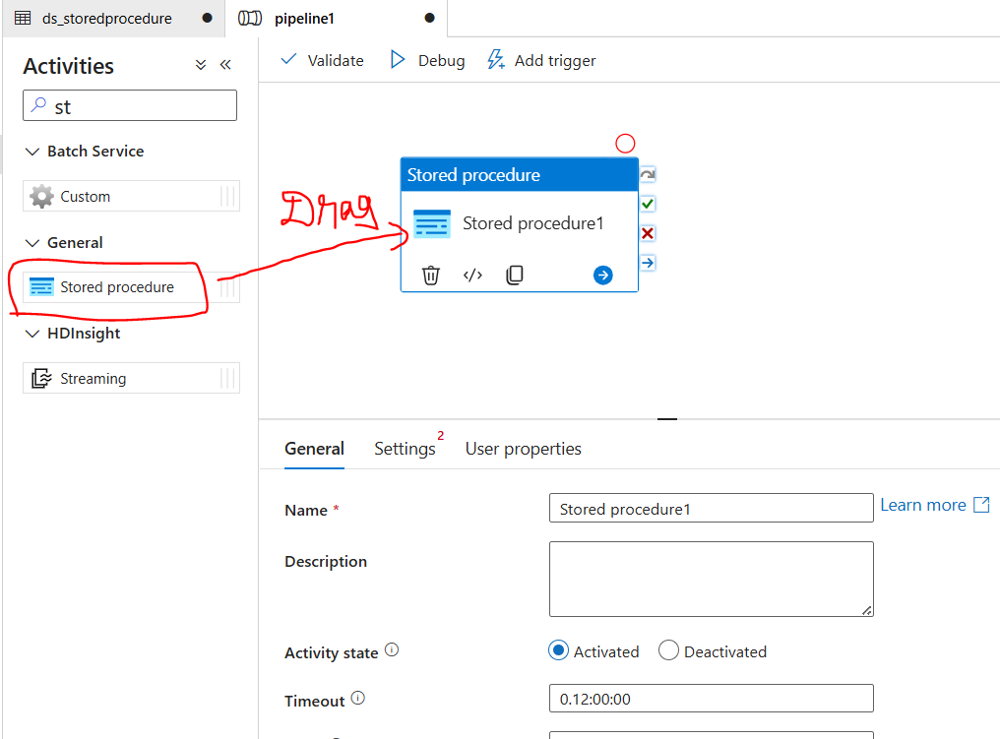 ds_storedprocedure
pipeline1
Activities
st
Batch Service
Custom
General
Stored procedure
HDInsight
Streaming
Validate
Debug
Add trigger
Drag
Stored procedure
Stored procedure1
General
Settings 2
User properties
Name *
Stored procedure1
Learn more
Description
Activity state
Activated
Deactivated
Timeout
0.12:00:00